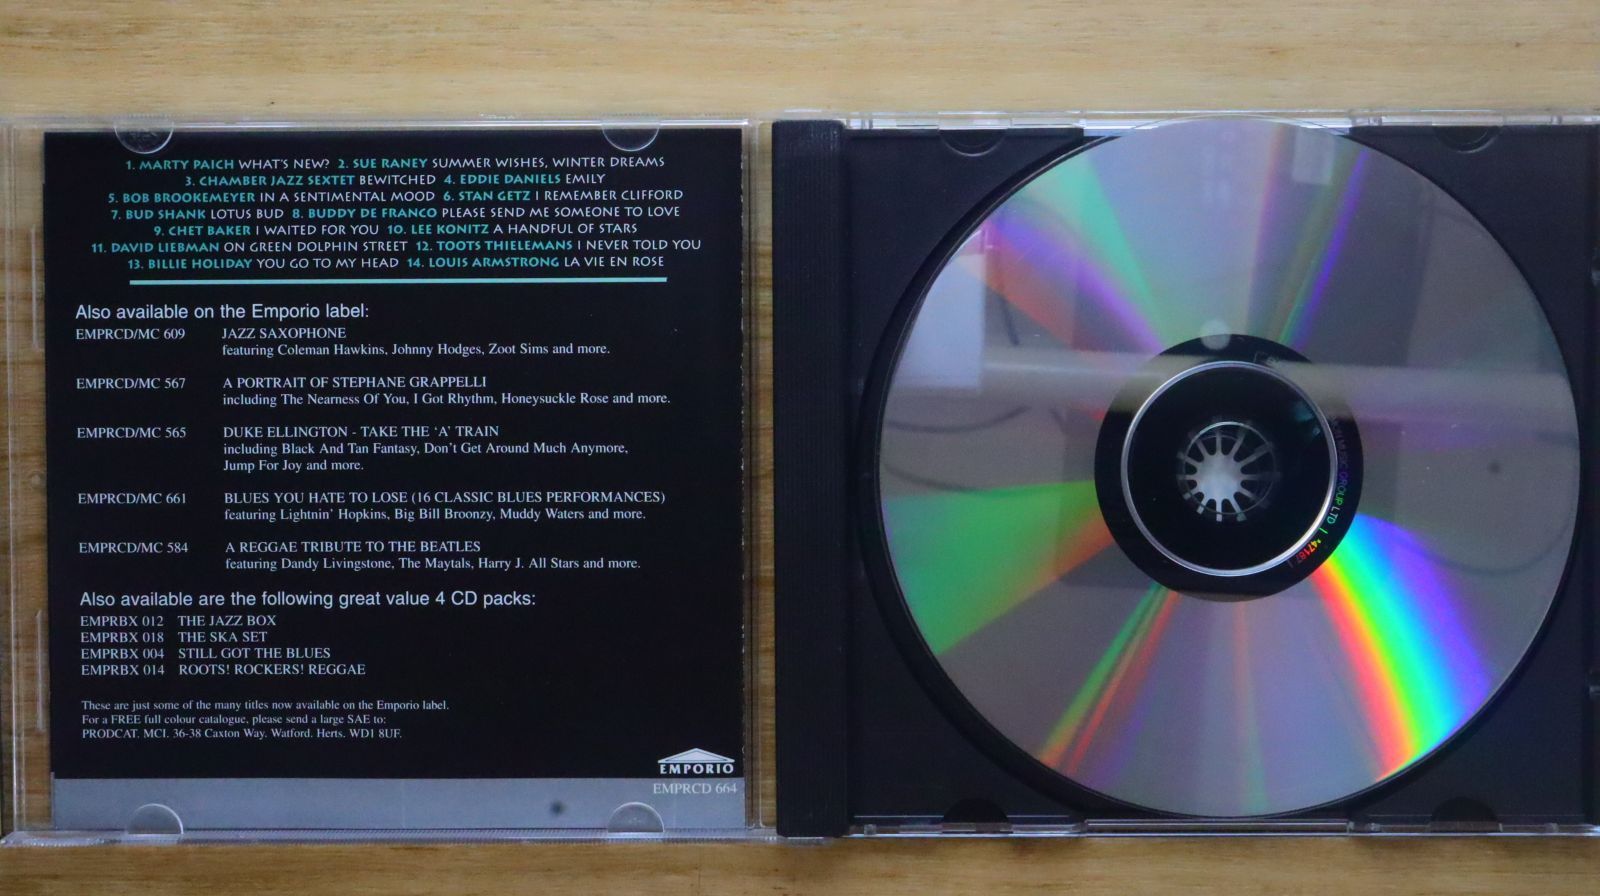 1. MARTY PAICH WHAT'S NEW? 2. SUE RANEY SUMMER WISHES, WINTER DREAMS
3. CHAMBER JAZZ SEXTET BEWITCHED 4. EDDIE DANIELS EMILY
5. BOB BROOKEMEYER IN A SENTIMENTAL MOOD 6. STAN GETZ I REMEMBER CLIFFORD
7. BUD SHANK LOTUS BUD 8. BUDDY DE FRANCO PLEASE SEND ME SOMEONE TO LOVE
9. CHET BAKER I WAITED FOR YOU 10. LEE KONITZ A HANDFUL OF STARS
11. DAVID LIEBMAN ON GREEN DOLPHIN STREET 12. TOOTS THIELEMANS I NEVER TOLD YOU
13. BILLIE HOLIDAY YOU GO TO MY HEAD 14. LOUIS ARMSTRONG LA VIE EN ROSE
Also available on the Emporio label:
EMPRCD/MC 609 JAZZ SAXOPHONE
featuring Coleman Hawkins, Johnny Hodges, Zoot Sims and more.
EMPRCD/MC 567 A PORTRAIT OF STEPHANE GRAPPELLI
including The Nearness Of You, I Got Rhythm, Honeysuckle Rose and more.
EMPRCD/MC 565 DUKE ELLINGTON - TAKE THE 'A' TRAIN
including Black And Tan Fantasy, Don't Get Around Much Anymore,
Jump For Joy and more.
EMPRCD/MC 661 BLUES YOU HATE TO LOSE (16 CLASSIC BLUES PERFORMANCES)
featuring Lightnin' Hopkins, Big Bill Broonzy, Muddy Waters and more.
EMPRCD/MC 584 A REGGAE TRIBUTE TO THE BEATLES
featuring Dandy Livingstone, The Maytals, Harry J. All Stars and more.
Also available are the following great value 4 CD packs:
EMPRBX 012 THE JAZZ BOX
EMPRBX 018 THE SKA SET
EMPRBX 004 STILL GOT THE BLUES
EMPRBX 014 ROOTS! ROCKERS! REGGAE
These are just some of the many titles now available on the Emporio label.
For a FREE full colour catalogue, please send a large SAE to:
PRODCAT. MCI. 36-38 Caxton Way. Watford. Herts. WD1 8UF.
EMPORIO
EMPRCD 664
GROUP LTD